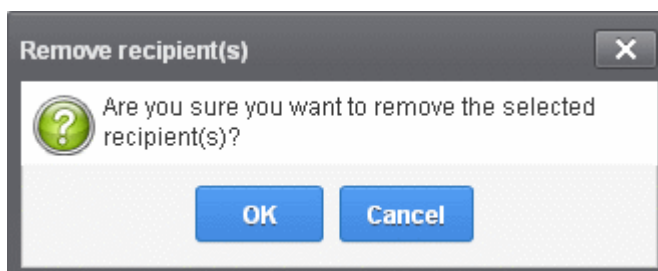 Remove recipient(s)
Are you sure you want to remove the selected
recipient(s)?
OK Cancel